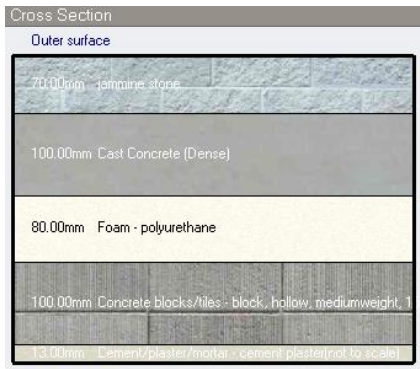 Cross Section
Outer surface
70.00mm jammine stone
100.00mm Cast Concrete (Dense)
80.00mm Foam - polyurethane
100.00mm Concrete blocks/tiles - block, hollow, mediumweight, 1
13.00mm Cement/plaster/mortar - cement plaster(not to scale)